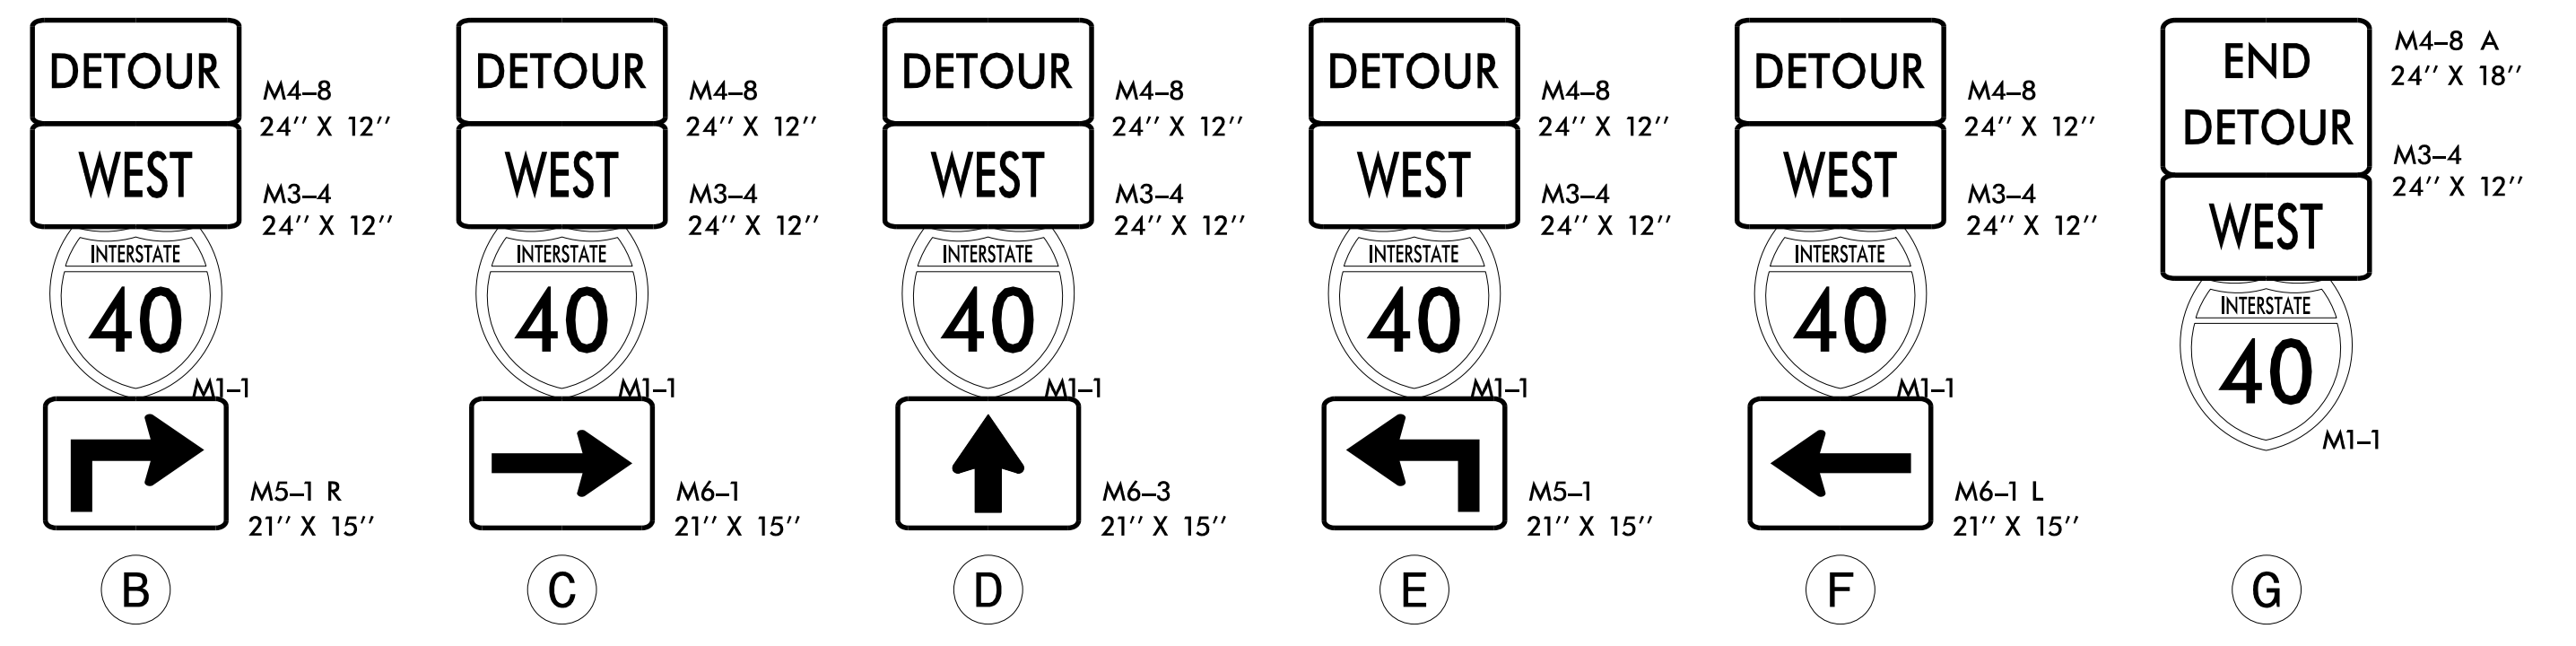 DETOUR
M4–8
24'' X 12''
WEST
M3–4
24'' X 12''
INTERSTATE
40
M1–1
M5–1 R
21'' X 15''
B
DETOUR
M4–8
24'' X 12''
WEST
M3–4
24'' X 12''
INTERSTATE
40
M1–1
M6–1
21'' X 15''
C
DETOUR
M4–8
24'' X 12''
WEST
M3–4
24'' X 12''
INTERSTATE
40
M1–1
M6–3
21'' X 15''
D
DETOUR
M4–8
24'' X 12''
WEST
M3–4
24'' X 12''
INTERSTATE
40
M1–1
M5–1
21'' X 15''
E
DETOUR
M4–8
24'' X 12''
WEST
M3–4
24'' X 12''
INTERSTATE
40
M1–1
M6–1 L
21'' X 15''
F
END
DETOUR
M4–8 A
24'' X 18''
WEST
M3–4
24'' X 12''
INTERSTATE
40
M1–1
G